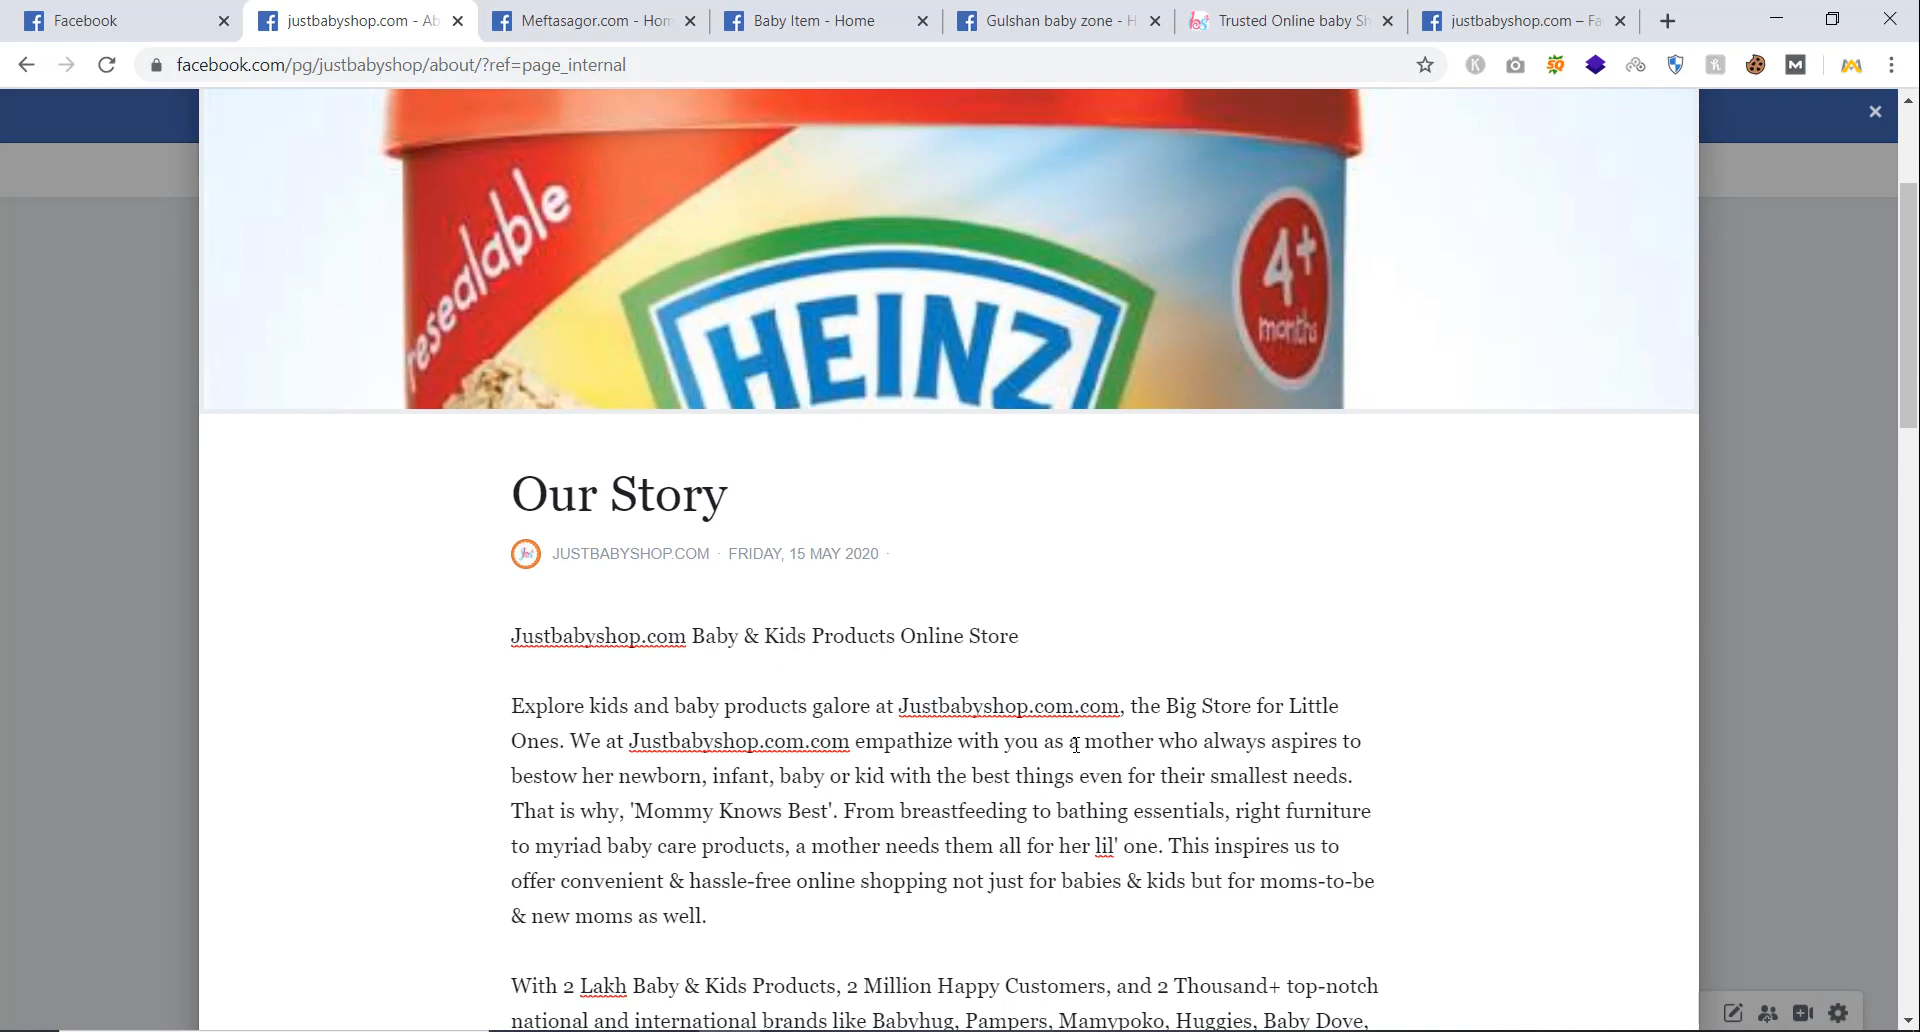 Facebook
justbabyshop.com - Ab
Meftasagor.com - Hom
Baby Item - Home
Gulshan baby zone - H
Trusted Online baby Sh
justbabyshop.com – Fa
facebook.com/pg/justbabyshop/about/?ref=page_internal
resealable
4+
months
HEINZ
Our Story
JUSTBABYSHOP.COM · FRIDAY, 15 MAY 2020 ·
Justbabyshop.com Baby & Kids Products Online Store
Explore kids and baby products galore at Justbabyshop.com.com, the Big Store for Little
Ones. We at Justbabyshop.com.com empathize with you as a mother who always aspires to
bestow her newborn, infant, baby or kid with the best things even for their smallest needs.
That is why, 'Mommy Knows Best'. From breastfeeding to bathing essentials, right furniture
to myriad baby care products, a mother needs them all for her lil' one. This inspires us to
offer convenient & hassle-free online shopping not just for babies & kids but for moms-to-be
& new moms as well.
With 2 Lakh Baby & Kids Products, 2 Million Happy Customers, and 2 Thousand+ top-notch
national and international brands like Babyhug, Pampers, Mamypoko, Huggies, Baby Dove,